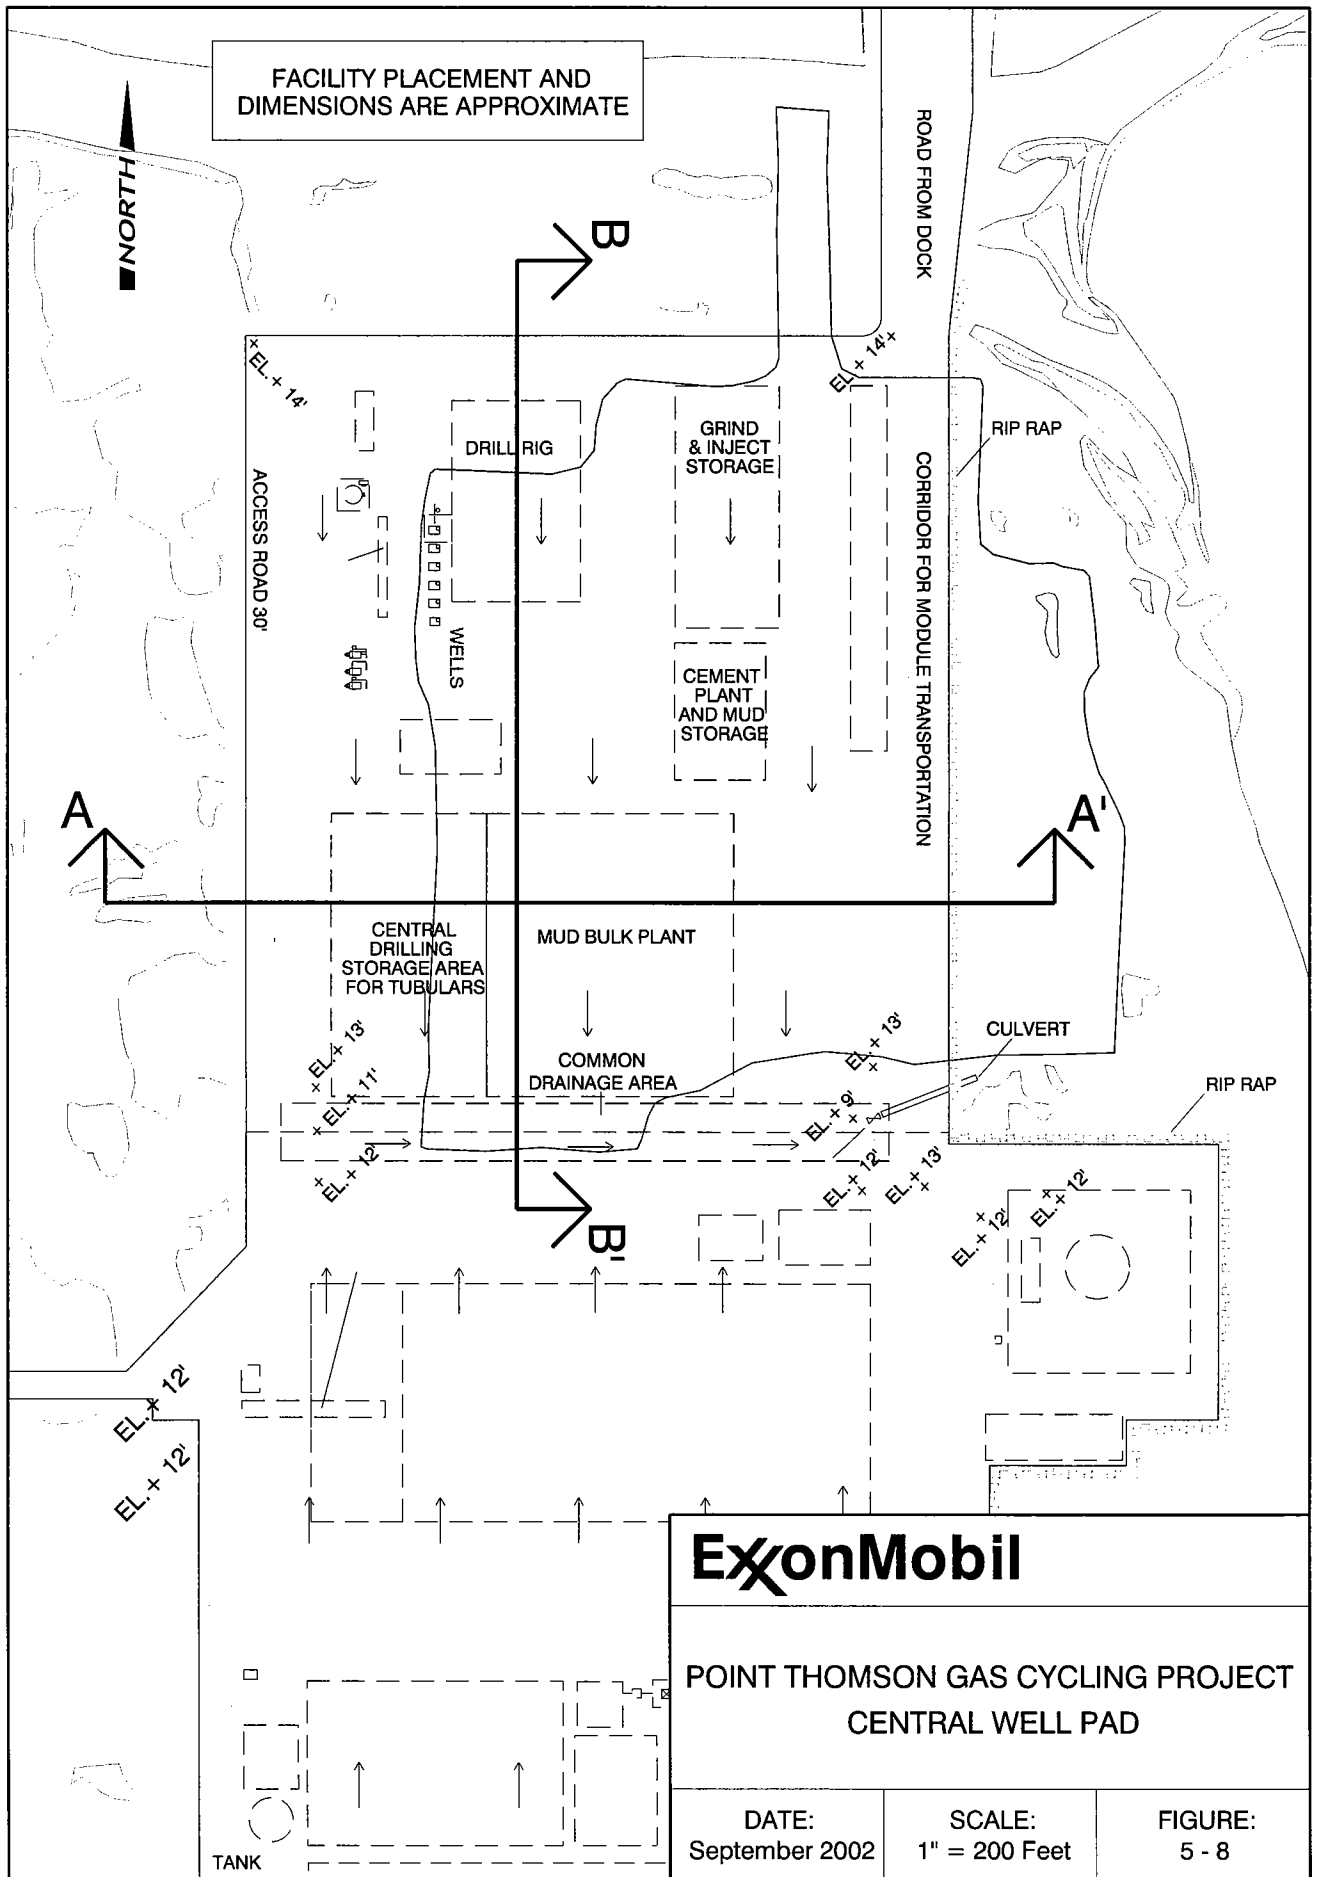 FACILITY PLACEMENT AND
DIMENSIONS ARE APPROXIMATE
NORTH
ROAD FROM DOCK
B
EL. + 14'
EL. + 14'
DRILL RIG
GRIND
& INJECT
STORAGE
RIP RAP
ACCESS ROAD 30'
CORRIDOR FOR MODULE TRANSPORTATION
WELLS
CEMENT
PLANT
AND MUD
STORAGE
A
A'
CENTRAL
DRILLING
STORAGE AREA
FOR TUBULARS
MUD BULK PLANT
EL. + 13'
EL. + 13'
CULVERT
COMMON
DRAINAGE AREA
RIP RAP
EL. + 11'
EL. + 9'
EL. + 12'
EL. + 12'
EL. + 13'
EL. + 12'
EL. + 12'
B'
EL. + 12'
EL. + 12'
TANK
ExxonMobil
POINT THOMSON GAS CYCLING PROJECT
CENTRAL WELL PAD
DATE:
September 2002
SCALE:
1" = 200 Feet
FIGURE:
5 - 8